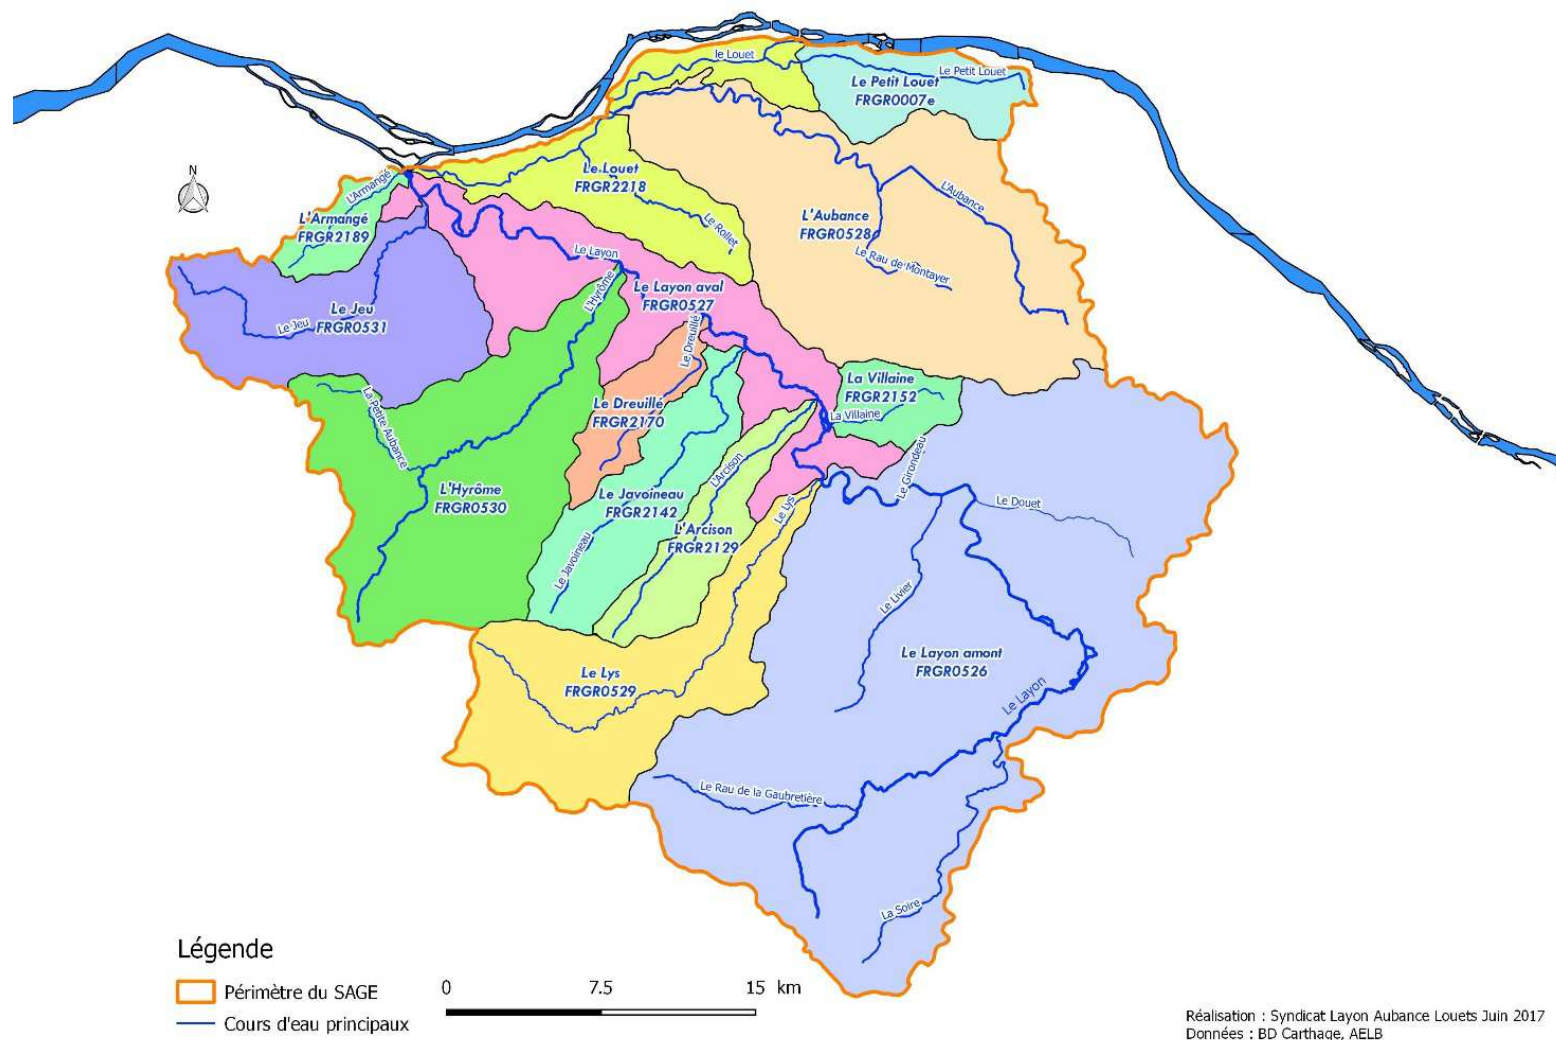 le Louet
Le Petit Louet
Le Petit Louet
FRGR0007e
N
L'Armangé
Le Louet
FRGR2218
L'Aubance
L'Armangé
FRGR2189
Le Rollet
L'Aubance
FRGR0528
Le Layon
Le Rau de Montayer
L'Hyrôme
Le Layon aval
FRGR0527
Le Jeu
FRGR0531
Le Jeu
Le Dreuillé
La Villaine
FRGR2152
La Petite Aubance
Le Dreuillé
FRGR2170
La Villaine
L'Arcison
Le Girondeau
L'Hyrôme
FRGR0530
Le Javoineau
FRGR2142
Le Lys
Le Douet
L'Arcison
FRGR2129
Le Javoineau
Le Livier
Le Layon amont
FRGR0526
Le Lys
FRGR0529
Le Layon
Le Rau de la Gaubretière
La Soire
Légende
Périmètre du SAGE
Cours d'eau principaux
0 7.5 15 km
Réalisation : Syndicat Layon Aubance Louets Juin 2017
Données : BD Carthage, AELB